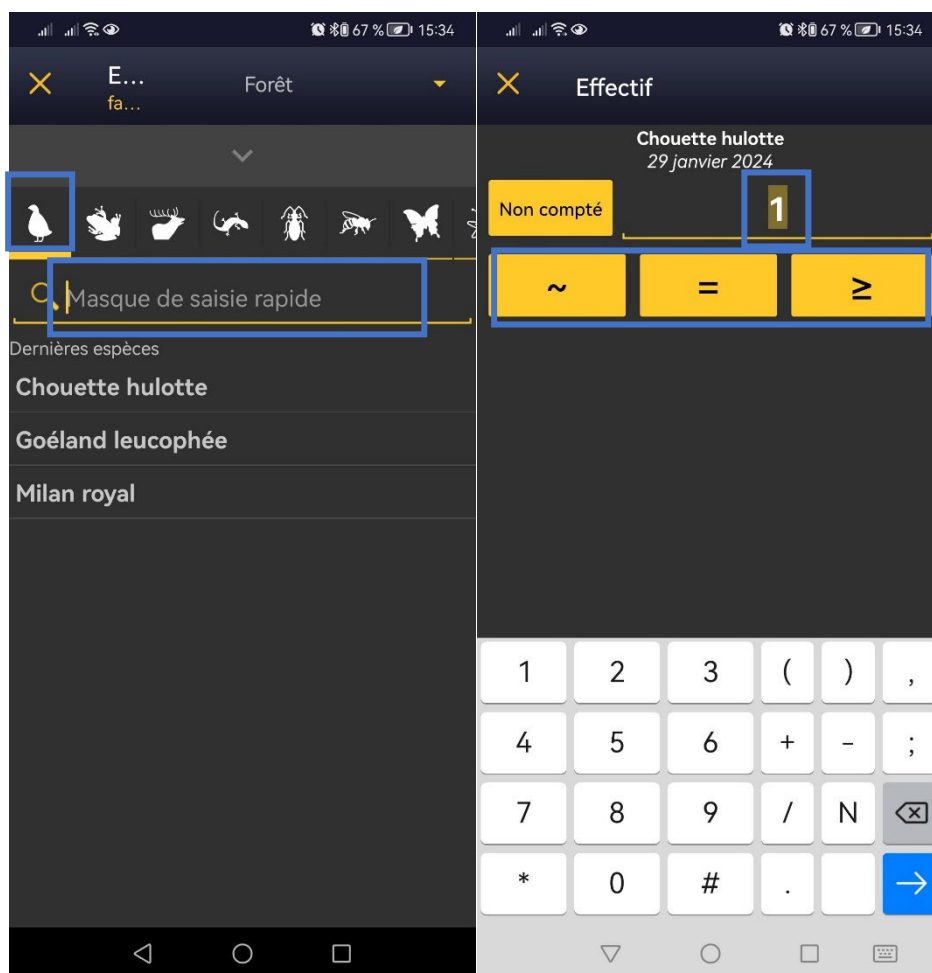 67 % 15:34
E...
fa...
Forêt
Masque de saisie rapide
Dernières espèces
Chouette hulotte
Goéland leucophée
Milan royal
67 % 15:34
Effectif
Chouette hulotte
29 janvier 2024
Non compté 1
~ = ≥
1 2 3 ( ) ,
4 5 6 + - ;
7 8 9 / N
* 0 # .